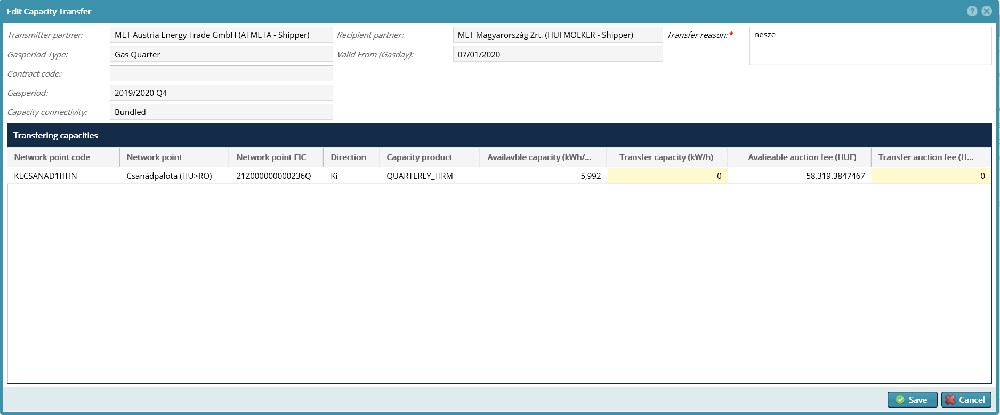 Edit Capacity Transfer
Transmitter partner: MET Austria Energy Trade GmbH (ATMETA - Shipper) Recipient partner: MET Magyarország Zrt. (HUFMOLKER - Shipper) Transfer reason:* nesze
Gasperiod Type: Gas Quarter Valid From (Gasday): 07/01/2020
Contract code:
Gasperiod: 2019/2020 Q4
Capacity connectivity: Bundled
Transfering capacities
Network point code Network point Network point EIC Direction Capacity product Availavble capacity (kWh/... Transfer capacity (kW/h) Avalieable auction fee (HUF) Transfer auction fee (H...
KECSANAD1HHN Csanádpalota (HU>RO) 21Z000000000236Q Ki QUARTERLY_FIRM 5,992 0 58,319.3847467 0
Save Cancel